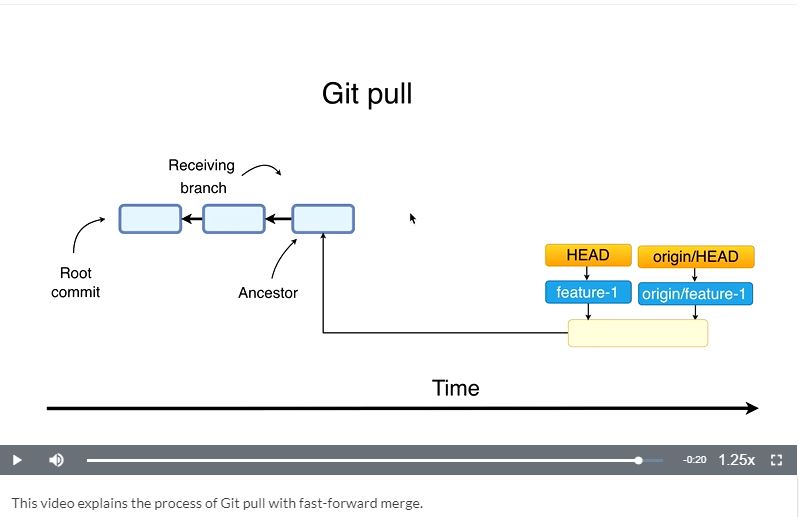 Git pull
Receiving
branch
Root
commit
Ancestor
HEAD
origin/HEAD
feature-1
origin/feature-1
Time
-0:20
1.25x
This video explains the process of Git pull with fast-forward merge.